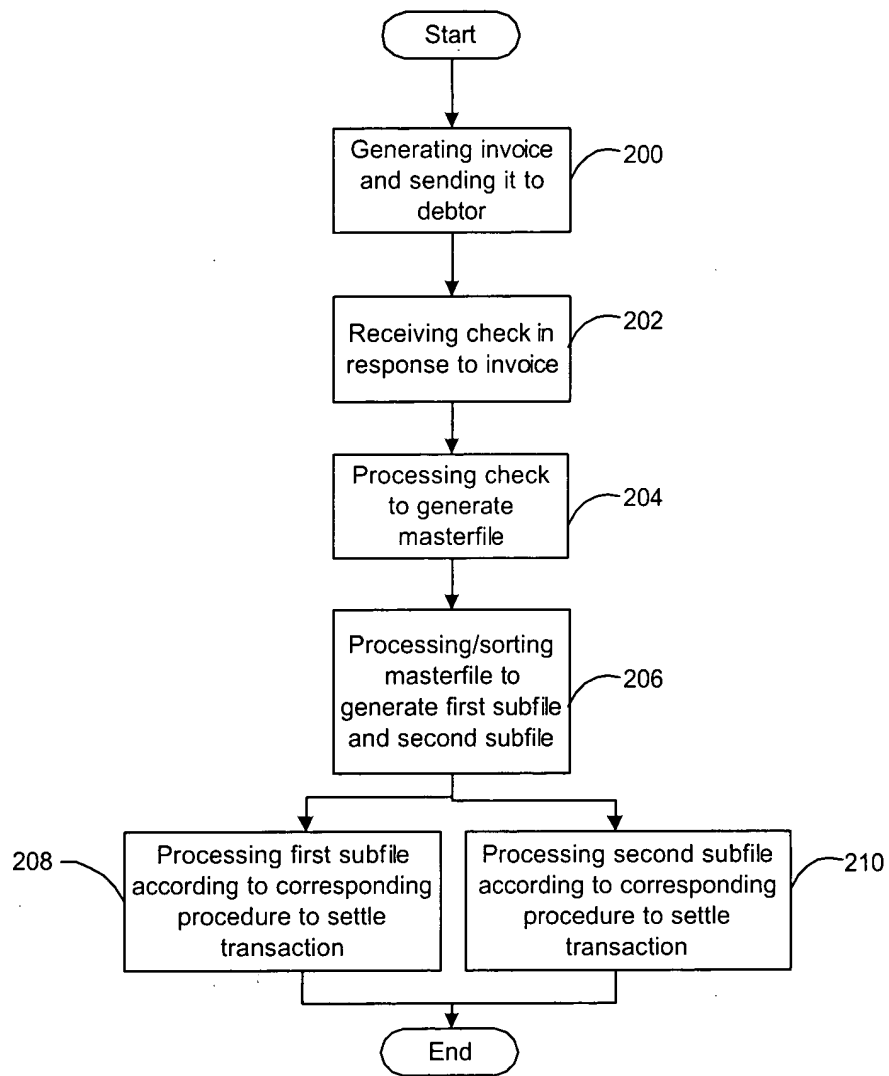 Start
Generating invoice
and sending it to
debtor
200
Receiving check in
response to invoice
202
Processing check
to generate
masterfile
204
Processing/sorting
masterfile to
generate first subfile
and second subfile
206
208
Processing first subfile
according to corresponding
procedure to settle
transaction
Processing second subfile
according to corresponding
procedure to settle
transaction
210
End